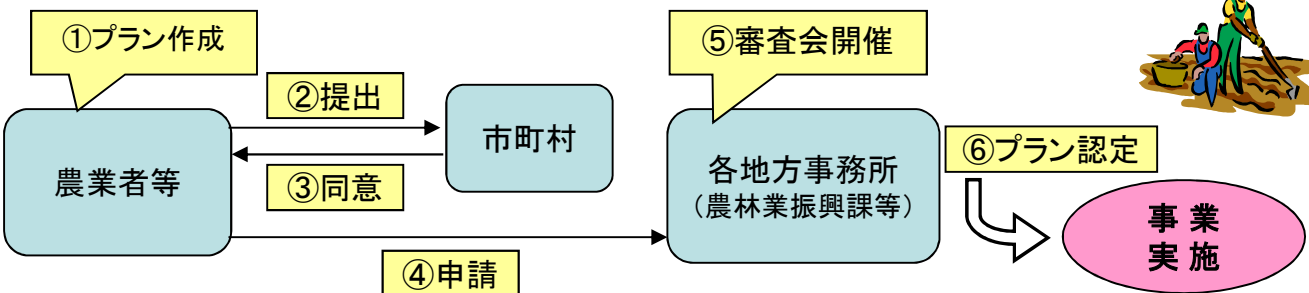 ①プラン作成
②提出
③同意
農業者等
市町村
④申請
⑤審査会開催
各地方事務所
（農林業振興課等）
⑥プラン認定
事 業
実 施